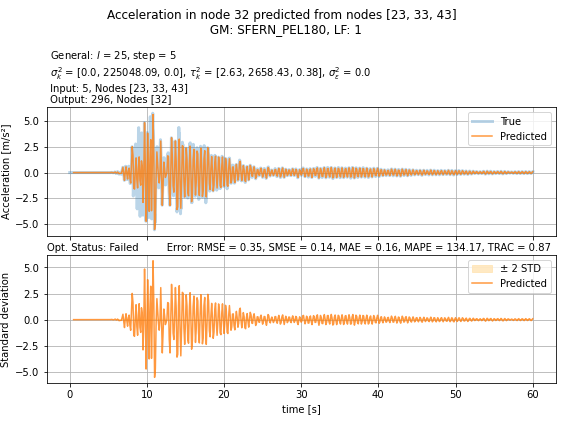 Acceleration in node 32 predicted from nodes [23, 33, 43]
GM: SFERN_PEL180, LF: 1
General: l = 25, step = 5
σ²ₖ = [0.0, 225048.09, 0.0], τ²ₖ = [2.63, 2658.43, 0.38], σ²ε = 0.0
Input: 5, Nodes [23, 33, 43]
Output: 296, Nodes [32]
Acceleration [m/s²]
5.0
2.5
0.0
−2.5
−5.0
True
Predicted
Opt. Status: Failed
Error: RMSE = 0.35, SMSE = 0.14, MAE = 0.16, MAPE = 134.17, TRAC = 0.87
Standard deviation
5.0
2.5
0.0
−2.5
−5.0
± 2 STD
Predicted
0 10 20 30 40 50 60
time [s]